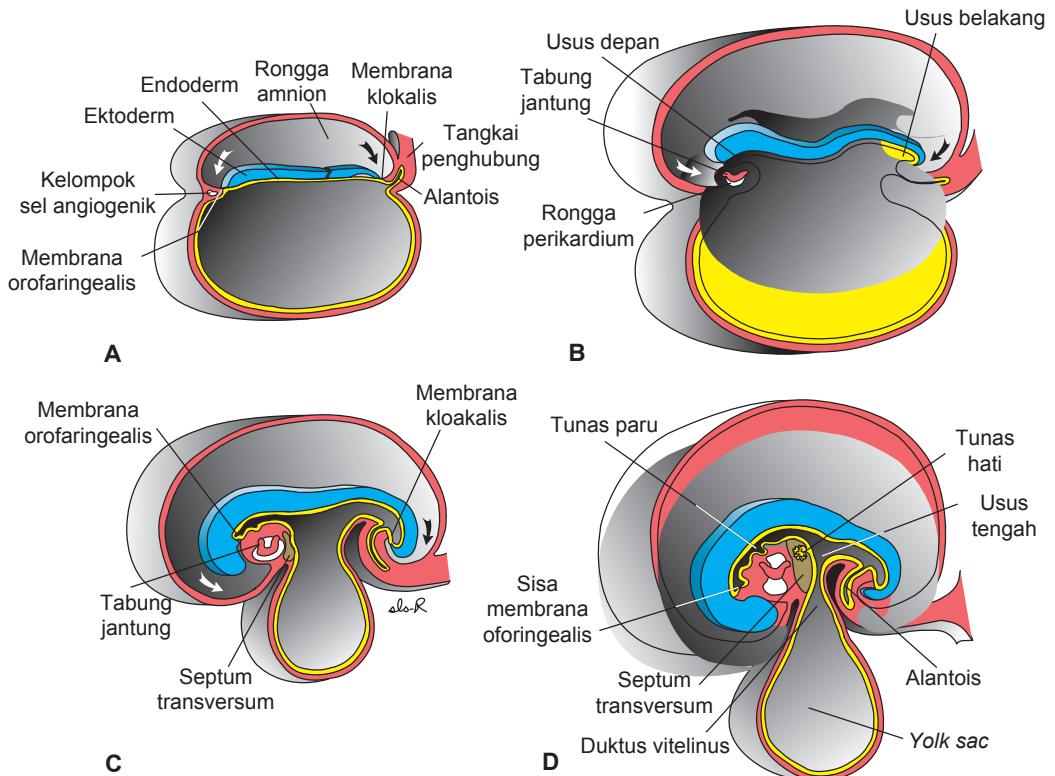 Endoderm
Ektoderm
Rongga
amnion
Membrana
klokalis
Tangkai
penghubung
Alantois
Kelompok
sel angiogenik
Membrana
orofaringealis
A
Usus depan
Tabung
jantung
Usus belakang
Rongga
perikardium
B
Membrana
orofaringealis
Membrana
kloakalis
Tabung
jantung
Septum
transversum
sls-R
C
Tunas paru
Tunas
hati
Usus
tengah
Sisa
membrana
oforingealis
Septum
transversum
Duktus vitelinus
Alantois
Yolk sac
D